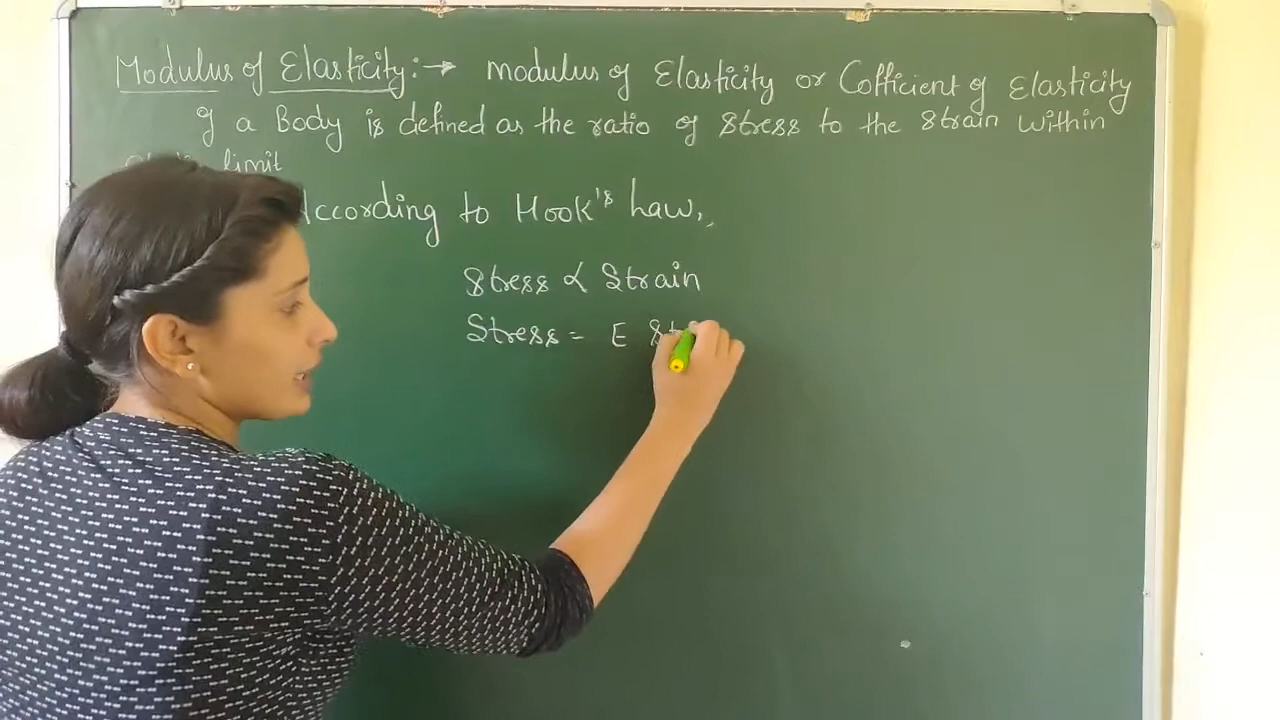 Modulus of Elasticity :→ modulus of Elasticity or Cofficient of Elasticity
of a Body is defined as the ratio of Stress to the Strain within
limit
According to Hook's Law,
Stress ∝ Strain
Stress = E